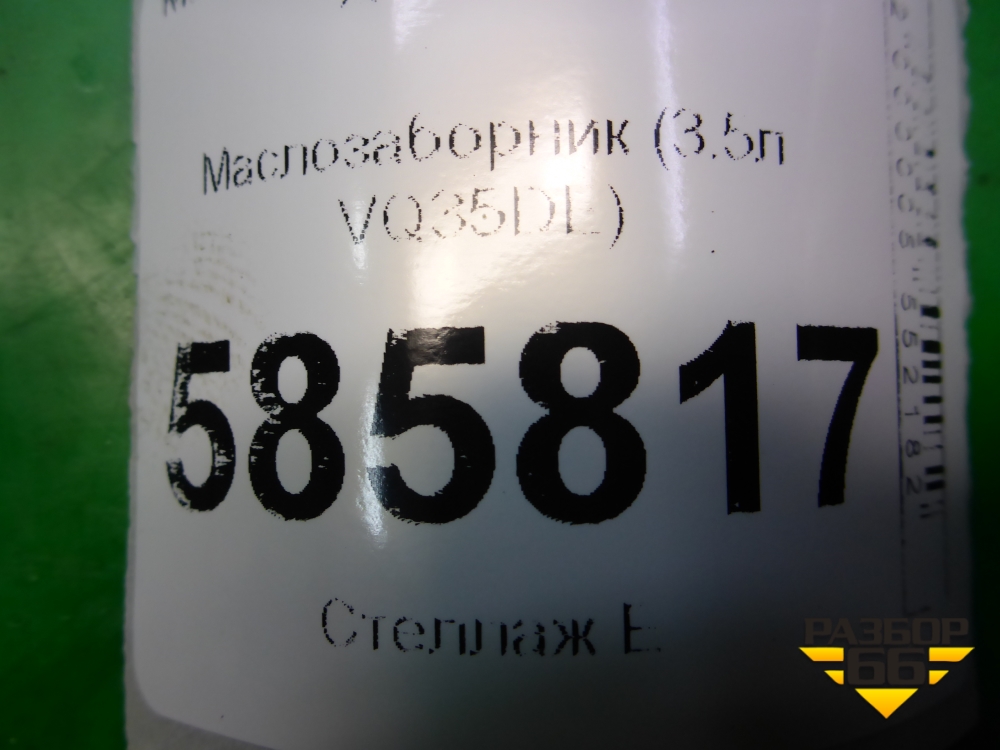 Маслозаборник (3.5л
VQ35DE)
585817
Стеллаж Е
РАЗБОР
66